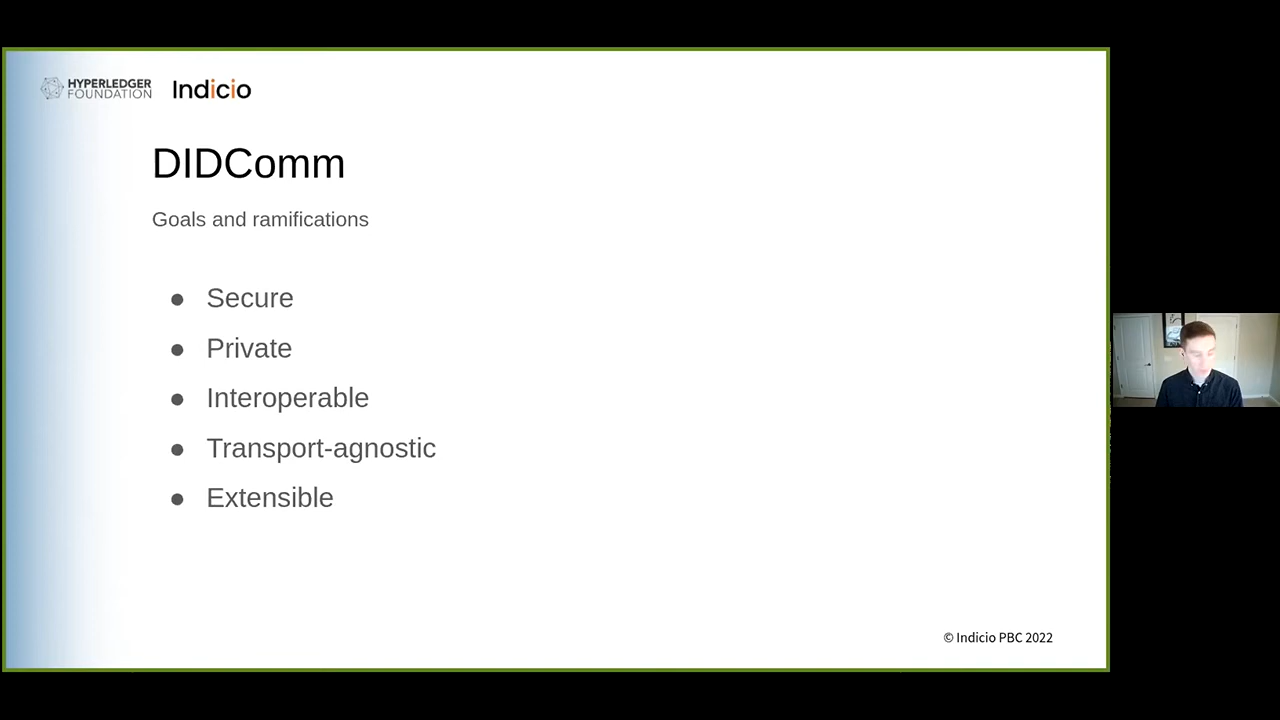 HYPERLEDGER
FOUNDATION
Indicio
DIDComm
Goals and ramifications
● Secure
● Private
● Interoperable
● Transport-agnostic
● Extensible
© Indicio PBC 2022